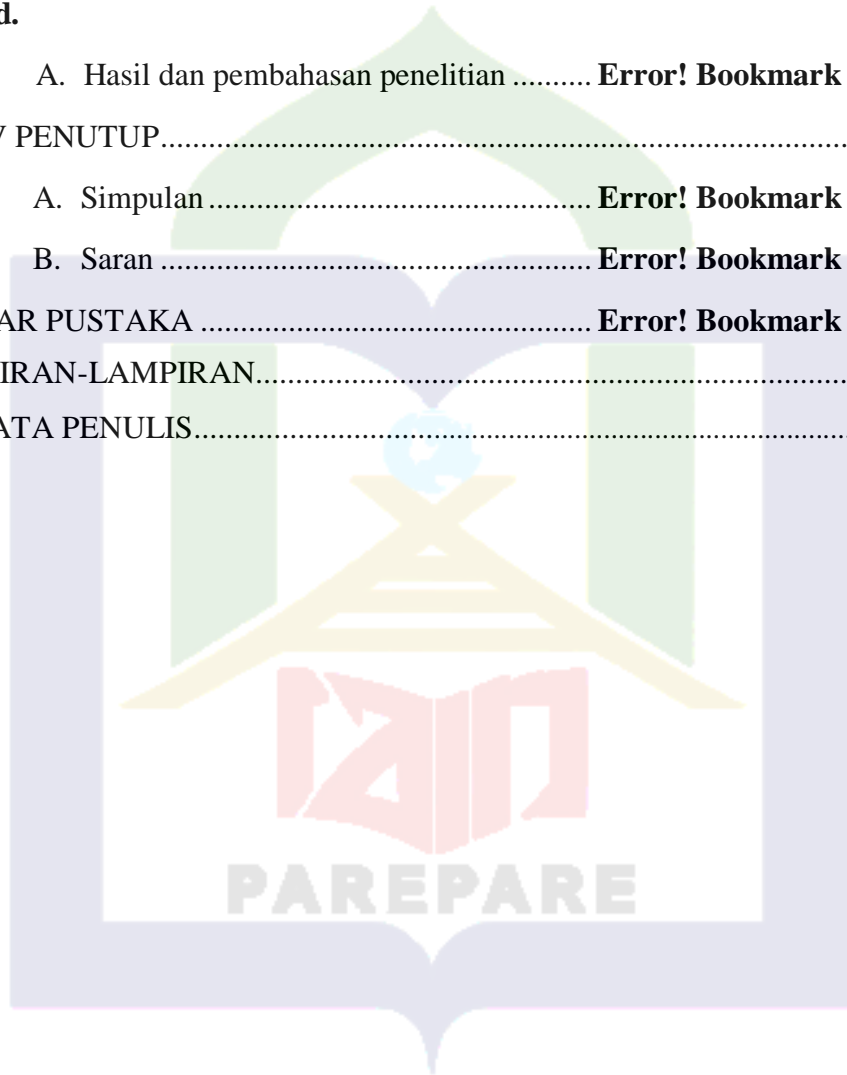 d.
A. Hasil dan pembahasan penelitian .......... Error! Bookmark
PENUTUP....................................................................................
A. Simpulan ................................................ Error! Bookmark
B. Saran ...................................................... Error! Bookmark
AR PUSTAKA ................................................. Error! Bookmark
IRAN-LAMPIRAN..........................................................................
ATA PENULIS..................................................................................
iain
PAREPARE